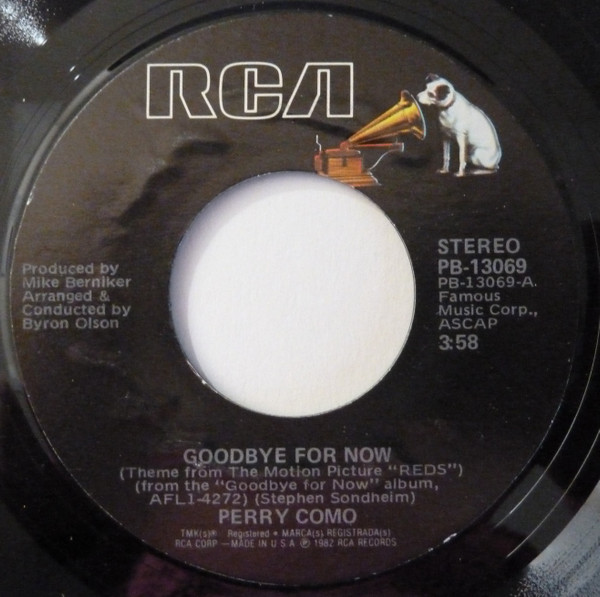 RCA
Produced by
Mike Berniker
Arranged &
Conducted by
Byron Olson
STEREO
PB-13069
PB-13069-A.
Famous
Music Corp.,
ASCAP
3:58
GOODBYE FOR NOW
(Theme from The Motion Picture "REDS")
(from the "Goodbye for Now" album,
AFL1-4272) (Stephen Sondheim)
PERRY COMO
TMK(s)® Registered • MARCA(s) REGISTRADA(s)
RCA CORP —MADE IN U S A ℗ 1982 RCA RECORDS